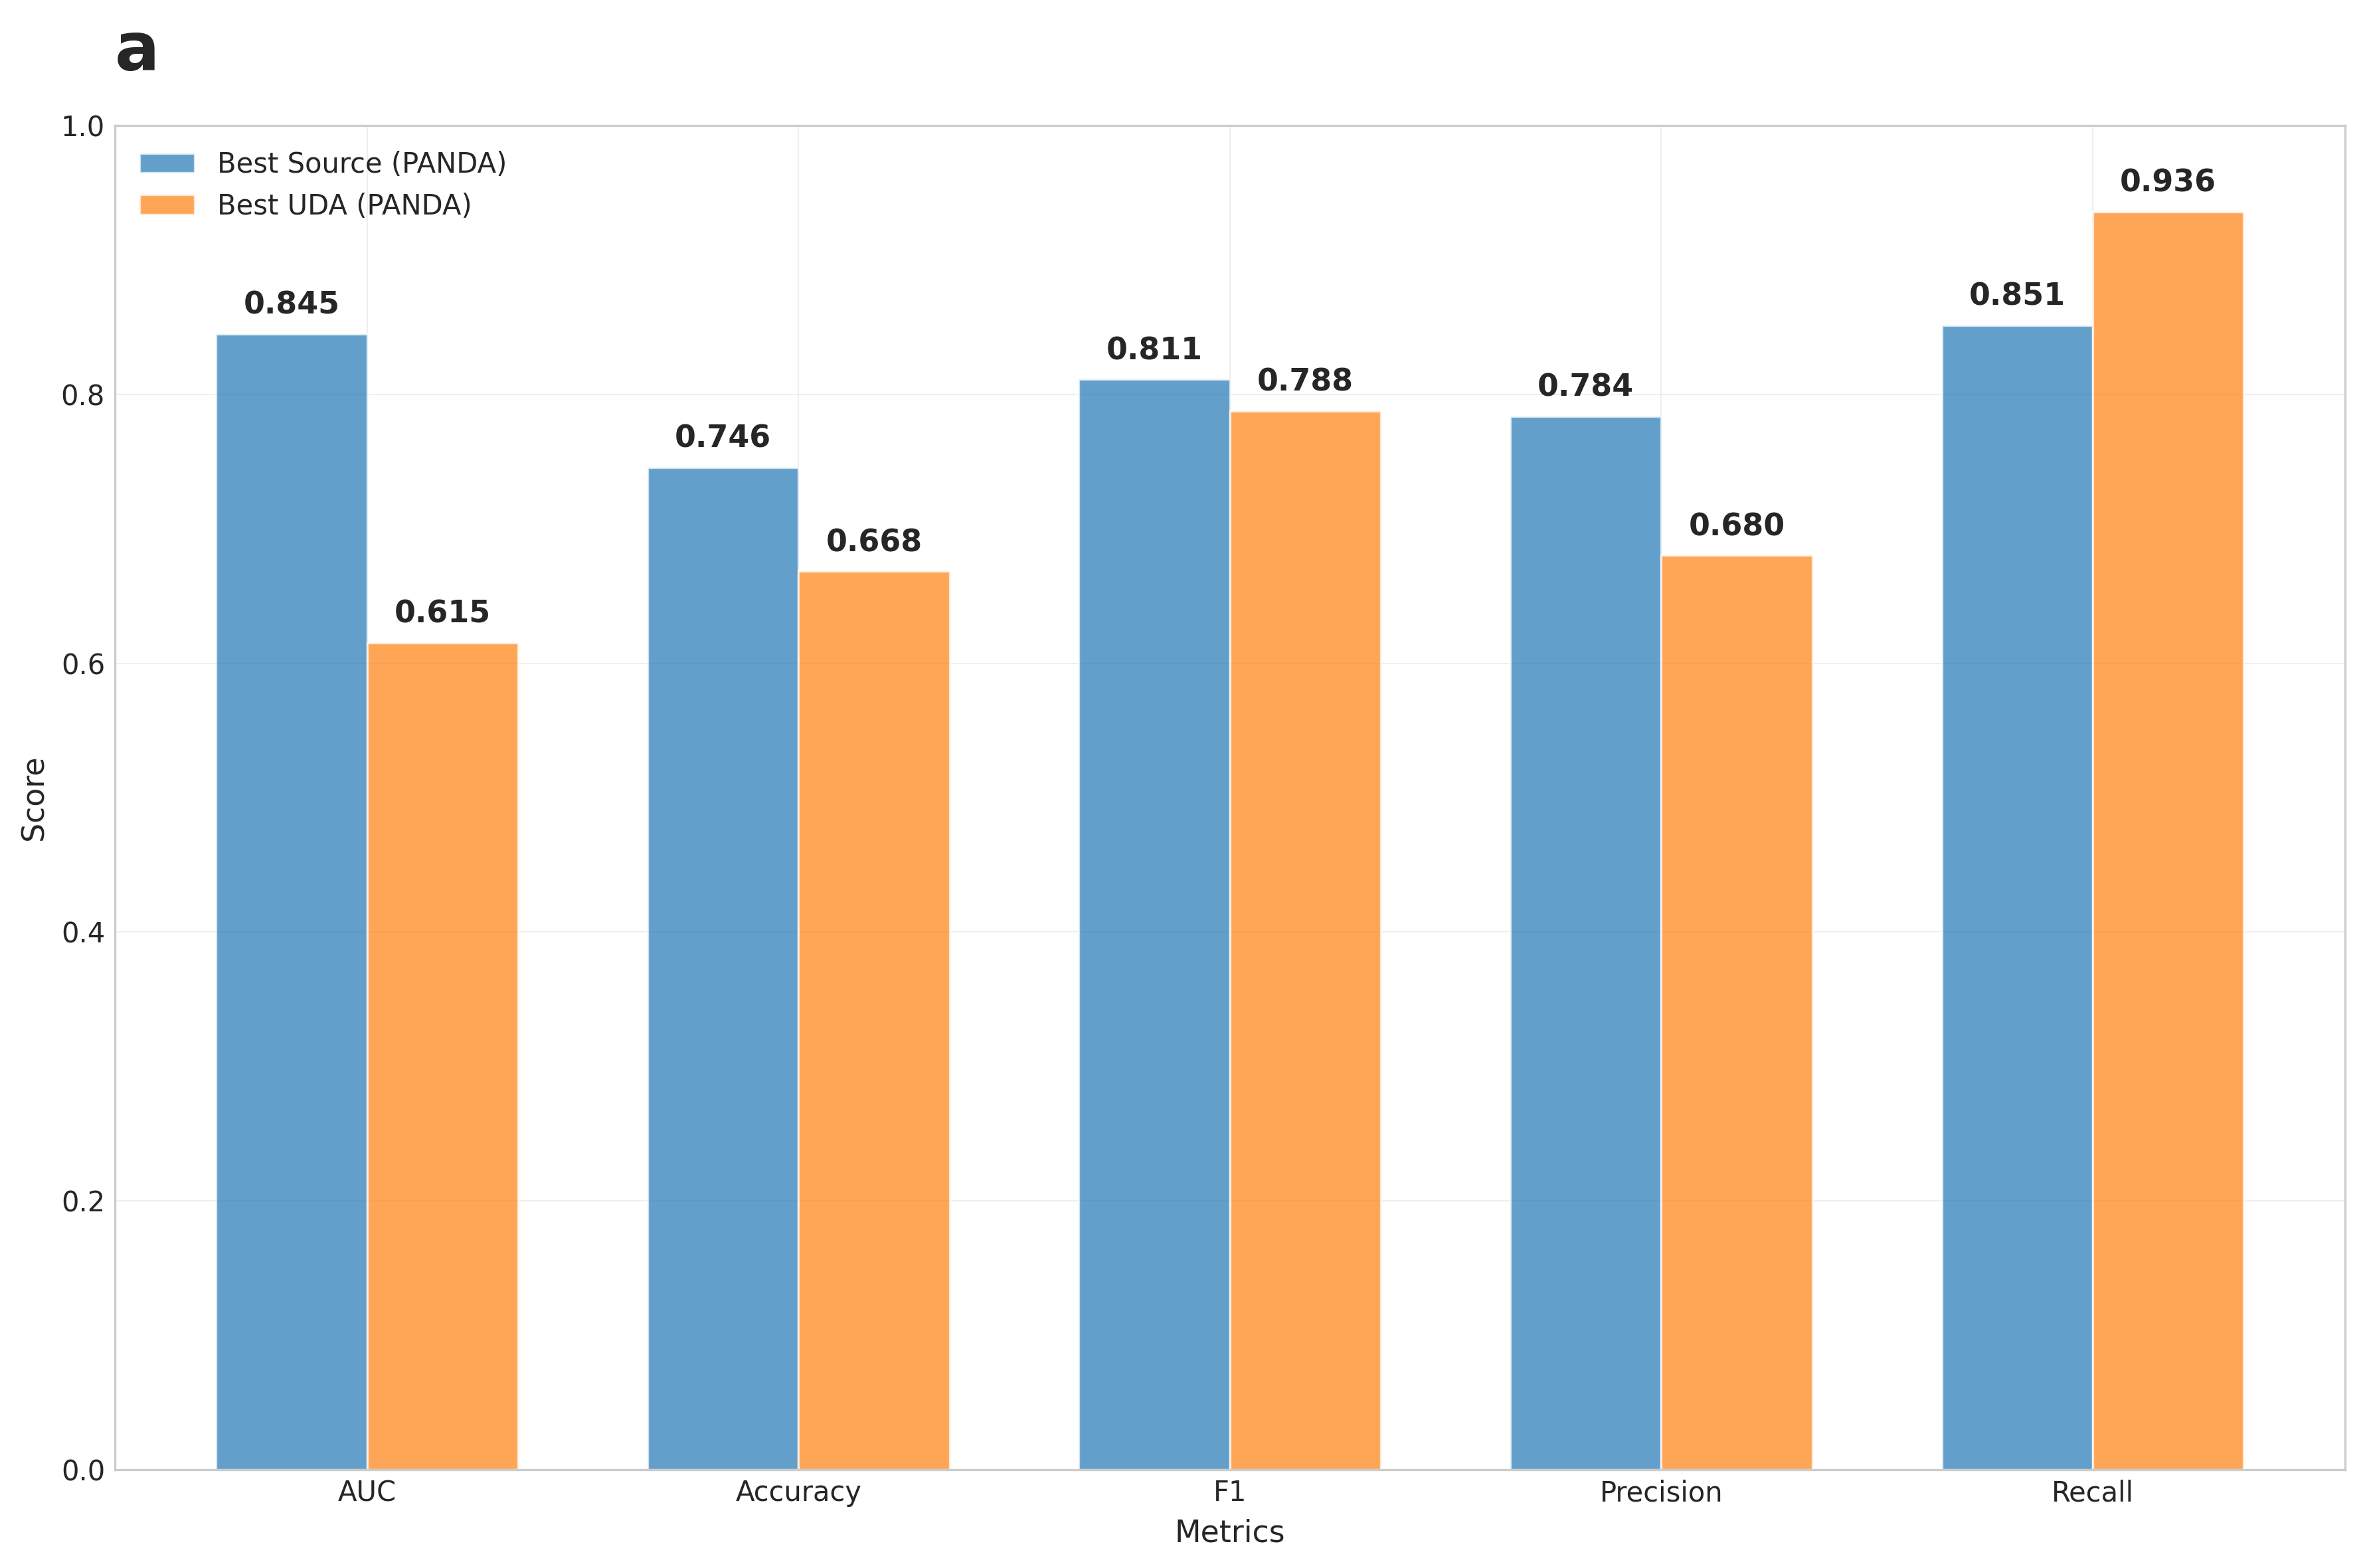 a
1.0
0.8
0.6
0.4
0.2
0.0
Score
Best Source (PANDA)
Best UDA (PANDA)
0.845
0.615
0.746
0.668
0.811
0.788
0.784
0.680
0.851
0.936
AUC
Accuracy
F1
Precision
Recall
Metrics